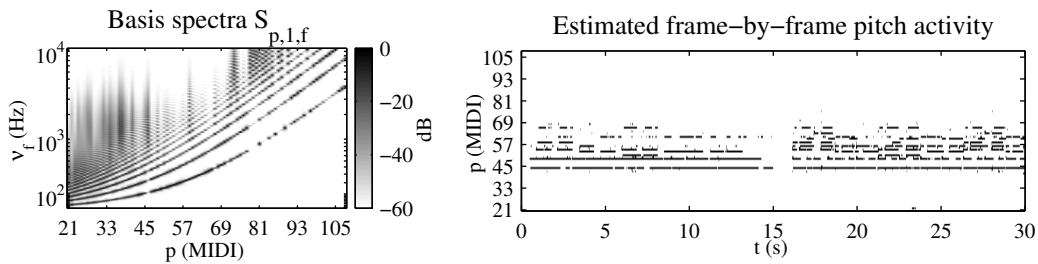 Basis spectra S p,1,f
10^4
10^3
10^2
ν_f (Hz)
21 33 45 57 69 81 93 105
p (MIDI)
0
−20
−40
−60
dB
Estimated frame−by−frame pitch activity
105
93
81
69
57
45
33
21
p (MIDI)
0 5 10 15 20 25 30
t (s)